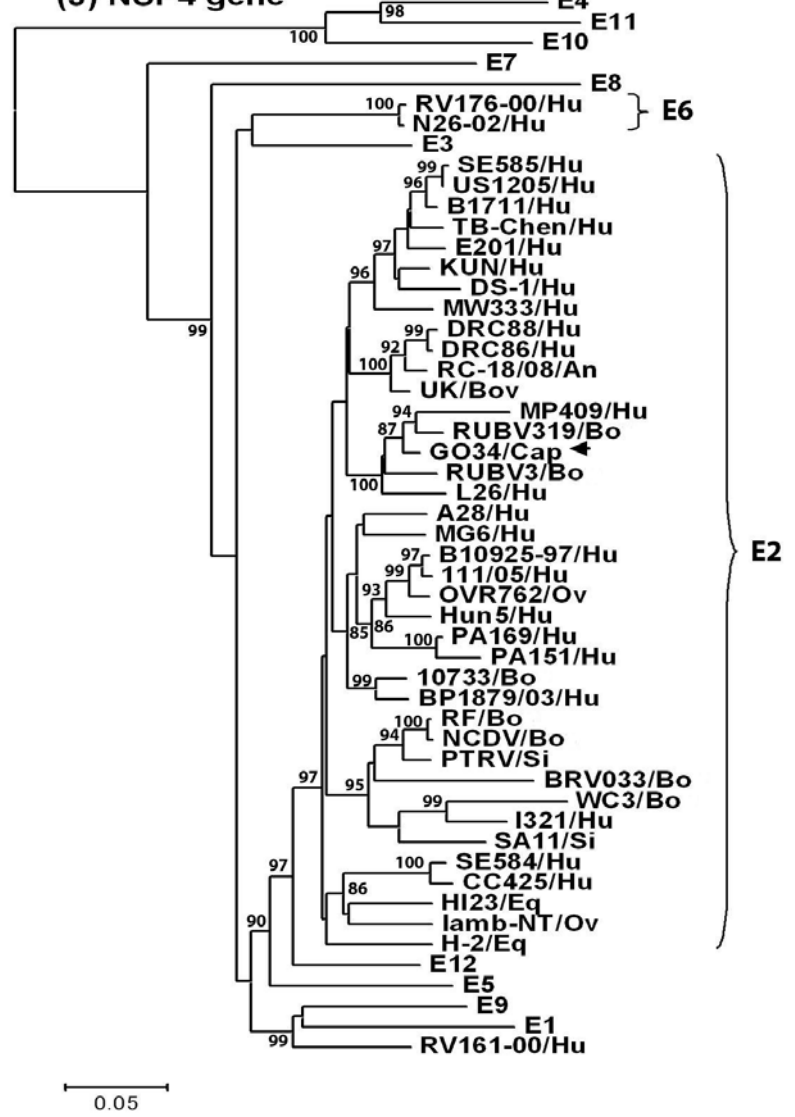 NSP4 gene
E4
98
E11
100
E10
E7
E8
100
RV176-00/Hu
E6
N26-02/Hu
E3
99
SE585/Hu
96
US1205/Hu
B1711/Hu
TB-Chen/Hu
97
E201/Hu
96
KUN/Hu
DS-1/Hu
MW333/Hu
99
99
DRC88/Hu
92
DRC86/Hu
100
RC-18/08/An
UK/Bov
94
MP409/Hu
87
RUBV319/Bo
GO34/Cap
RUBV3/Bo
100
L26/Hu
A28/Hu
MG6/Hu
97
B10925-97/Hu
E2
99
111/05/Hu
93
OVR762/Ov
Hun5/Hu
85
86
100
PA169/Hu
PA151/Hu
99
10733/Bo
BP1879/03/Hu
100
RF/Bo
94
NCDV/Bo
PTRV/Si
97
95
BRV033/Bo
99
WC3/Bo
I321/Hu
SA11/Si
97
100
SE584/Hu
CC425/Hu
86
HI23/Eq
90
lamb-NT/Ov
H-2/Eq
E12
E5
E9
E1
99
RV161-00/Hu
0.05